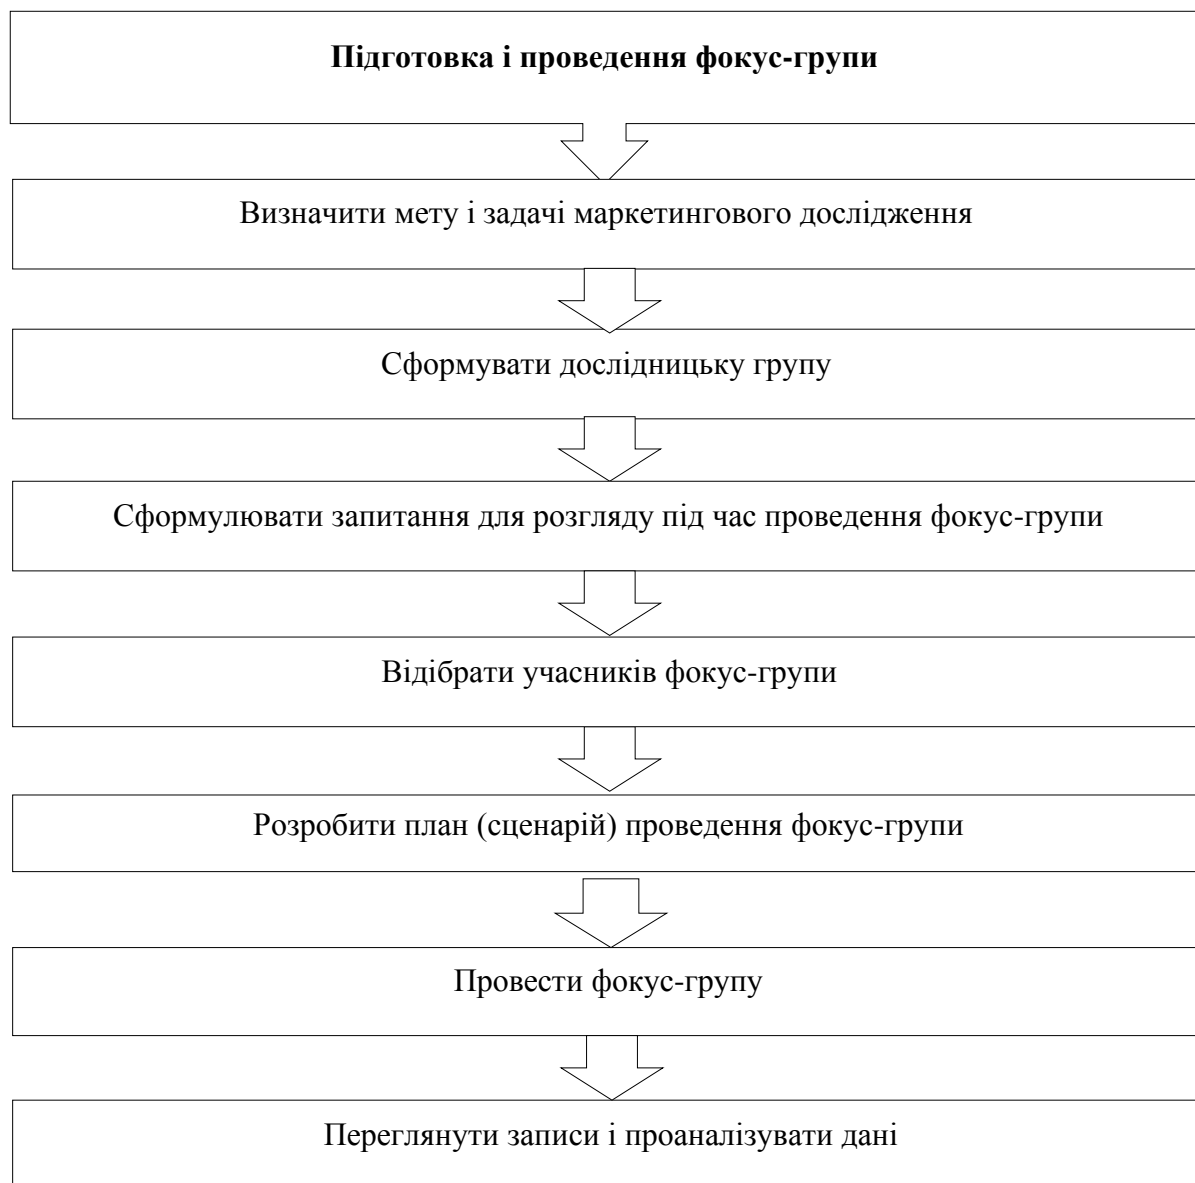 Підготовка і проведення фокус-групи
Визначити мету і задачі маркетингового дослідження
Сформувати дослідницьку групу
Сформулювати запитання для розгляду під час проведення фокус-групи
Відібрати учасників фокус-групи
Розробити план (сценарій) проведення фокус-групи
Провести фокус-групу
Переглянути записи і проаналізувати дані